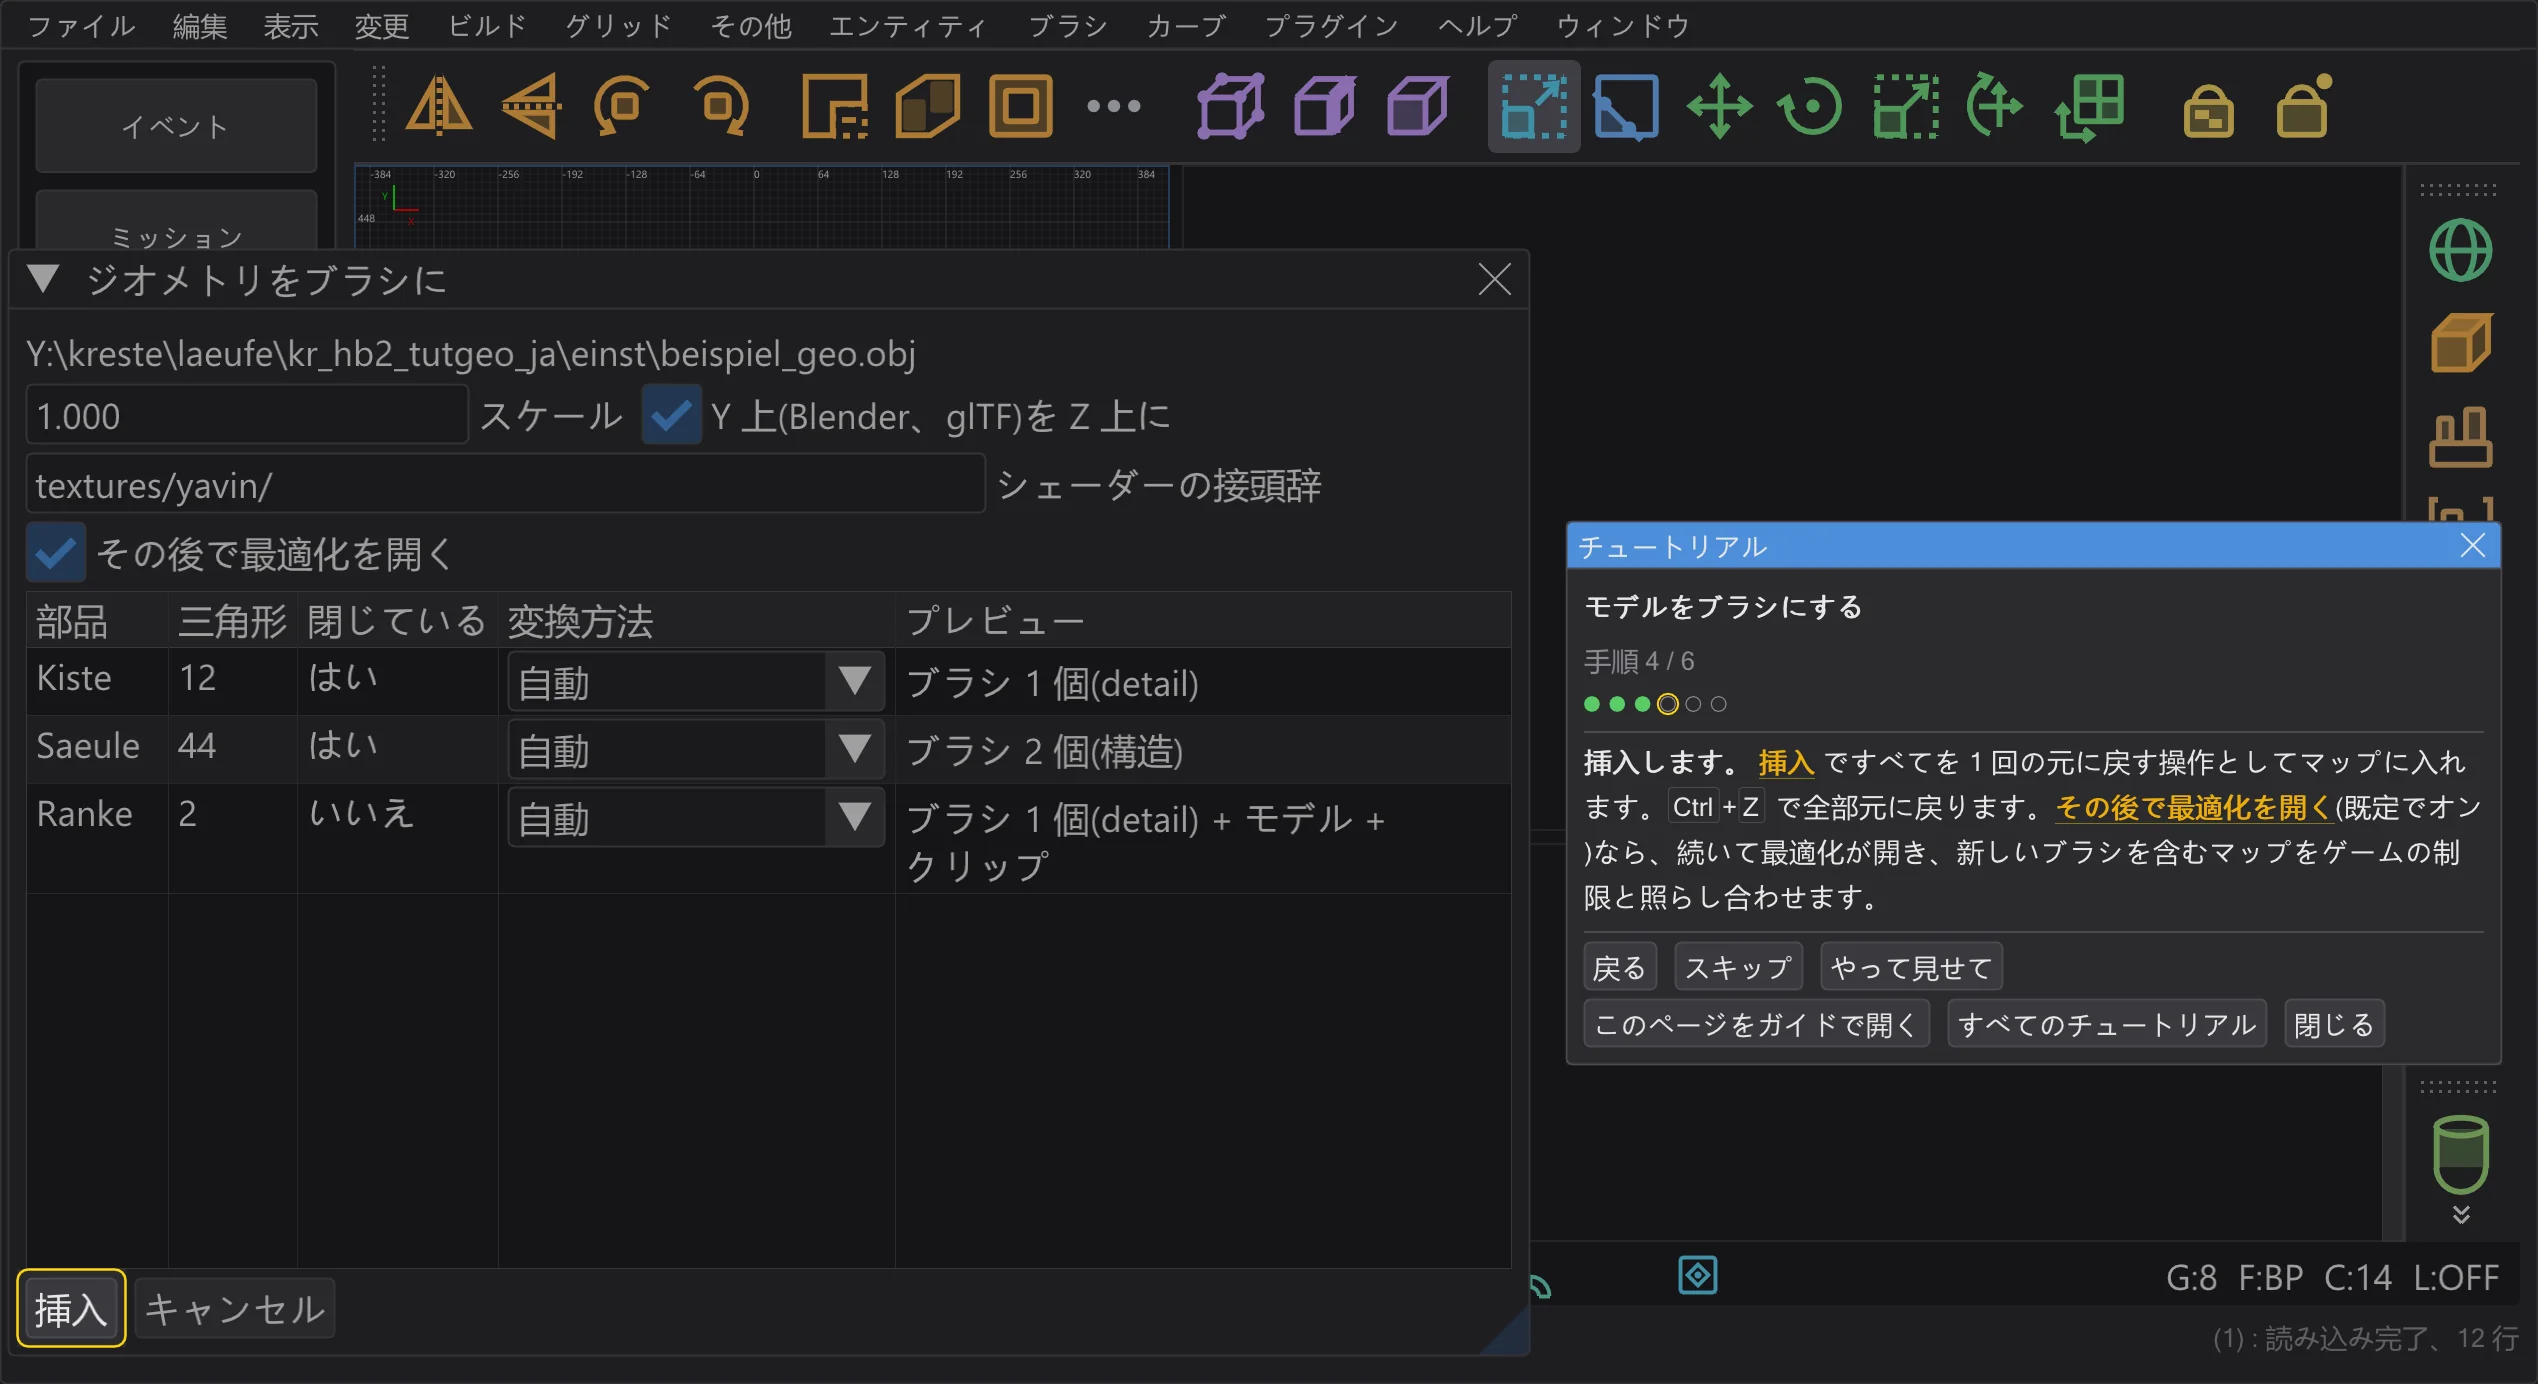 ファイル 編集 表示 変更 ビルド グリッド その他 エンティティ ブラシ カーブ プラグイン ヘルプ ウィンドウ
イベント
ミッション
-384 -320 -256 -192 -128 -64 0 64 128 192 256 320 384
Y
X
448
ジオメトリをブラシに
Y:\kreste\laeufe\kr_hb2_tutgeo_ja\einst\beispiel_geo.obj
1.000 スケール Y 上(Blender、glTF)を Z 上に
textures/yavin/ シェーダーの接頭辞
その後で最適化を開く
部品 三角形 閉じている 変換方法 プレビュー
Kiste 12 はい 自動 ブラシ 1 個(detail)
Saeule 44 はい 自動 ブラシ 2 個(構造)
Ranke 2 いいえ 自動 ブラシ 1 個(detail) + モデル +
クリップ
挿入 キャンセル
チュートリアル
モデルをブラシにする
手順 4 / 6
挿入します。 挿入 ですべてを 1 回の元に戻す操作としてマップに入れ
ます。Ctrl+Z で全部元に戻ります。その後で最適化を開く(既定でオン
)なら、続いて最適化が開き、新しいブラシを含むマップをゲームの制
限と照らし合わせます。
戻る スキップ やって見せて
このページをガイドで開く すべてのチュートリアル 閉じる
G:8 F:BP C:14 L:OFF
(1) : 読み込み完了、12 行